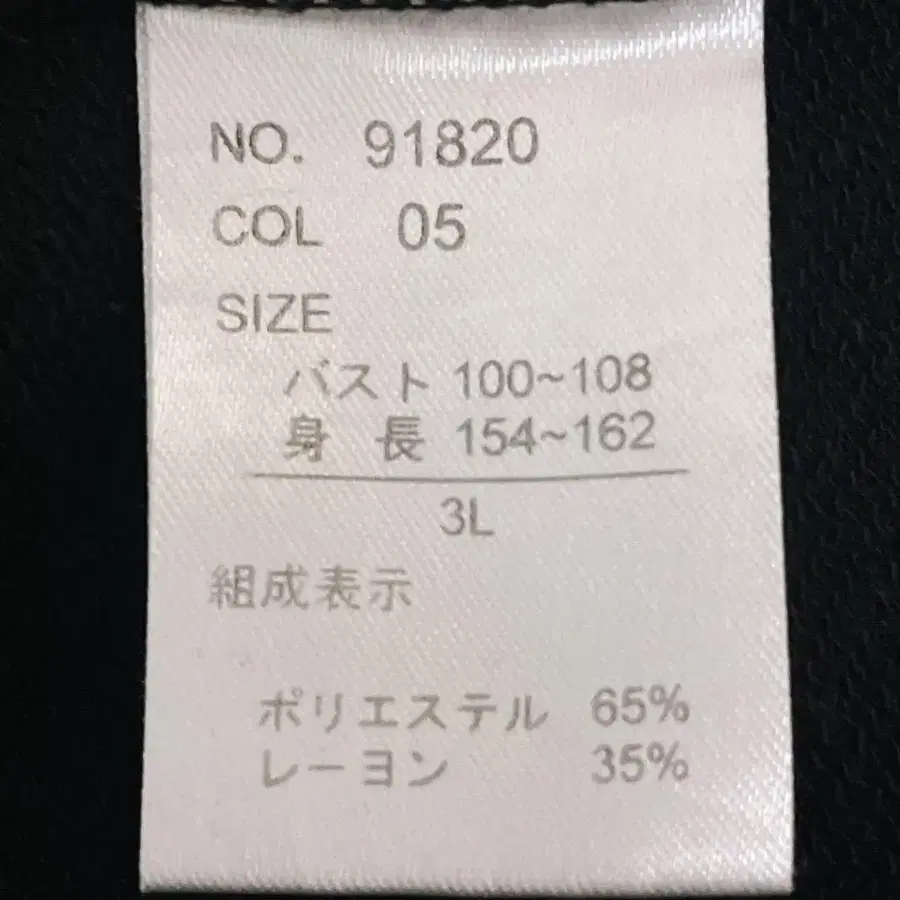 NO. 91820
COL 05
SIZE
バスト 100~108
身 長 154~162
3L
組成表示
ポリエステル 65%
レーヨン 35%